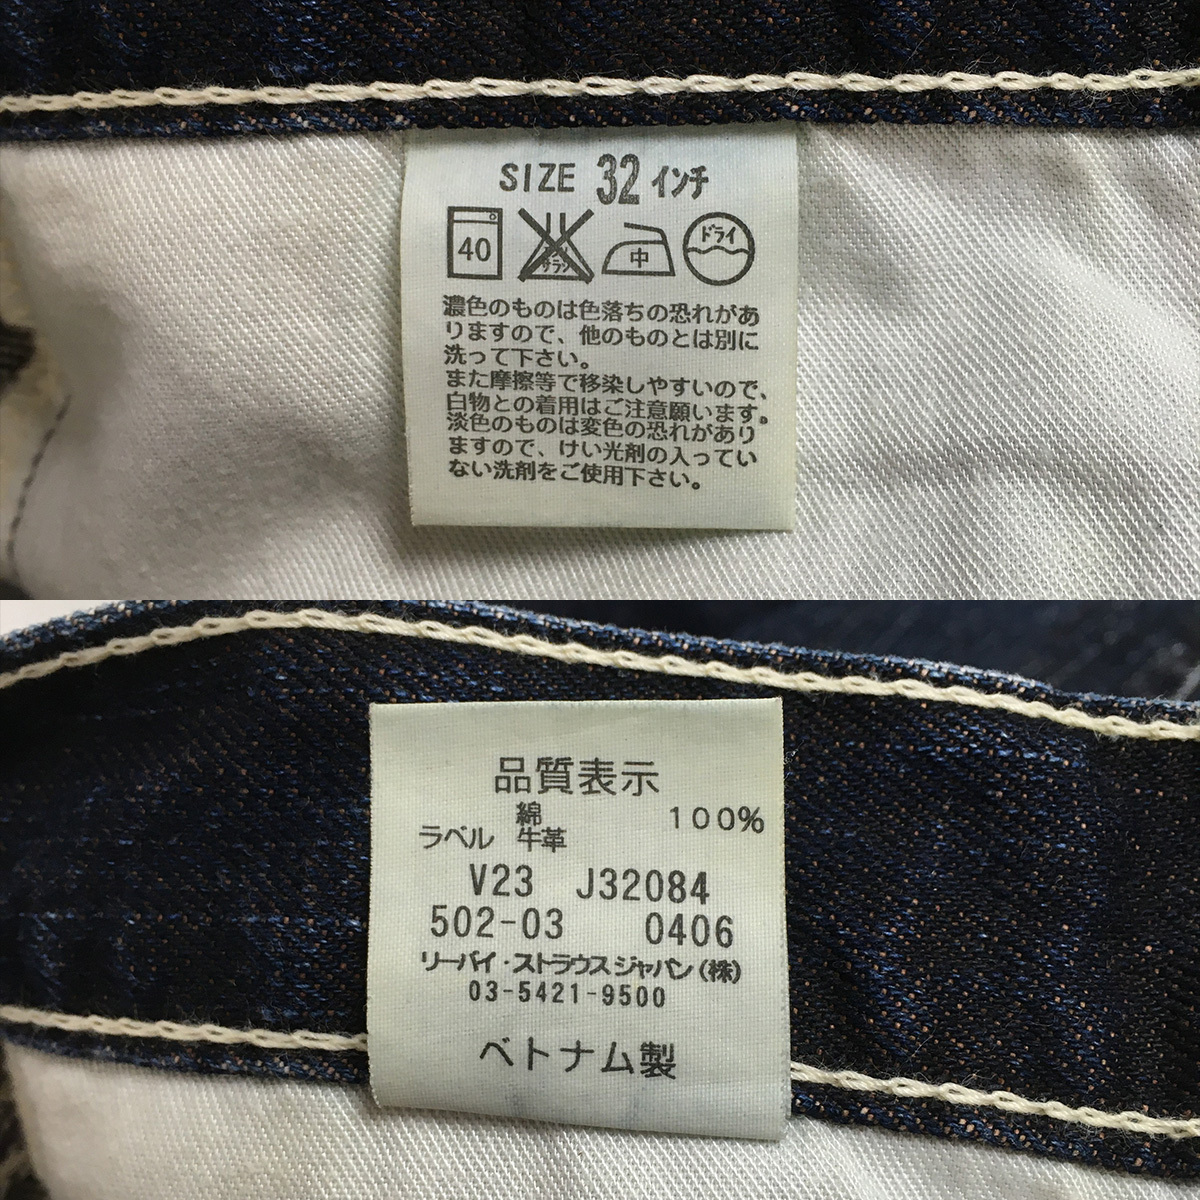 SIZE 32 インチ
40 エンソ サラシ 中 ドライ
濃色のものは色落ちの恐れがあ
りますので、他のものとは別に
洗って下さい。
また摩擦等で移染しやすいので、
白物との着用はご注意願います。
淡色のものは変色の恐れがあり
ますので、けい光剤の入ってい
ない洗剤をご使用下さい。
品質表示
綿 100%
ラベル 牛革
V23 J32084
502-03 0406
リーバイ・ストラウスジャパン(株)
03-5421-9500
ベトナム製